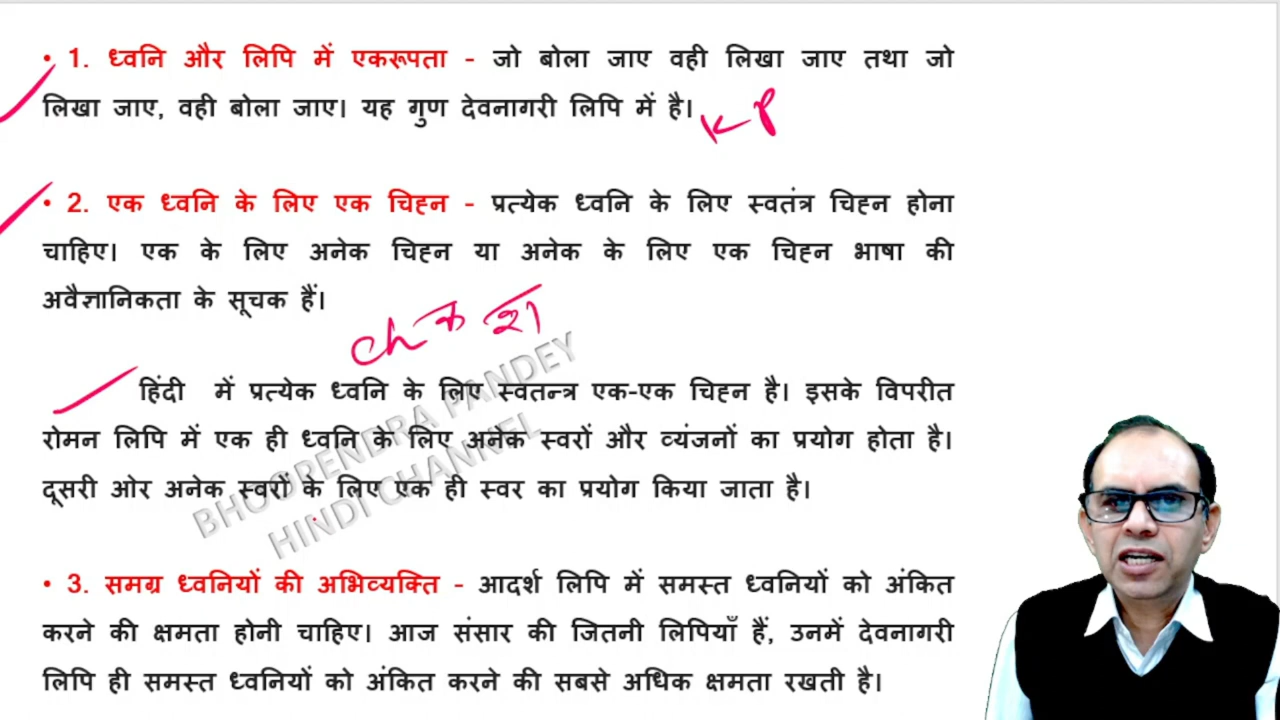 • 1. ध्वनि और लिपि में एकरूपता – जो बोला जाए वही लिखा जाए तथा जो
लिखा जाए, वही बोला जाए। यह गुण देवनागरी लिपि में है।
• 2. एक ध्वनि के लिए एक चिह्न – प्रत्येक ध्वनि के लिए स्वतंत्र चिह्न होना
चाहिए। एक के लिए अनेक चिह्न या अनेक के लिए एक चिह्न भाषा की
अवैज्ञानिकता के सूचक हैं।
ch क श
हिंदी में प्रत्येक ध्वनि के लिए स्वतन्त्र एक-एक चिह्न है। इसके विपरीत
रोमन लिपि में एक ही ध्वनि के लिए अनेक स्वरों और व्यंजनों का प्रयोग होता है।
दूसरी ओर अनेक स्वरों के लिए एक ही स्वर का प्रयोग किया जाता है।
BHOORENDRA PANDEY
HINDI CHANNEL
• 3. समग्र ध्वनियों की अभिव्यक्ति – आदर्श लिपि में समस्त ध्वनियों को अंकित
करने की क्षमता होनी चाहिए। आज संसार की जितनी लिपियाँ हैं, उनमें देवनागरी
लिपि ही समस्त ध्वनियों को अंकित करने की सबसे अधिक क्षमता रखती है।